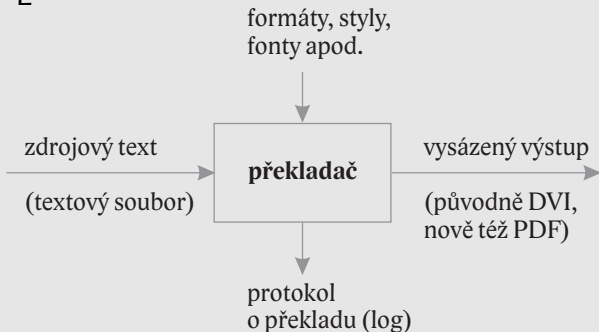 formáty, styly,
fonty apod.
zdrojový text
(textový soubor)
překladač
vysázený výstup
(původně DVI,
nově též PDF)
protokol
o překladu (log)